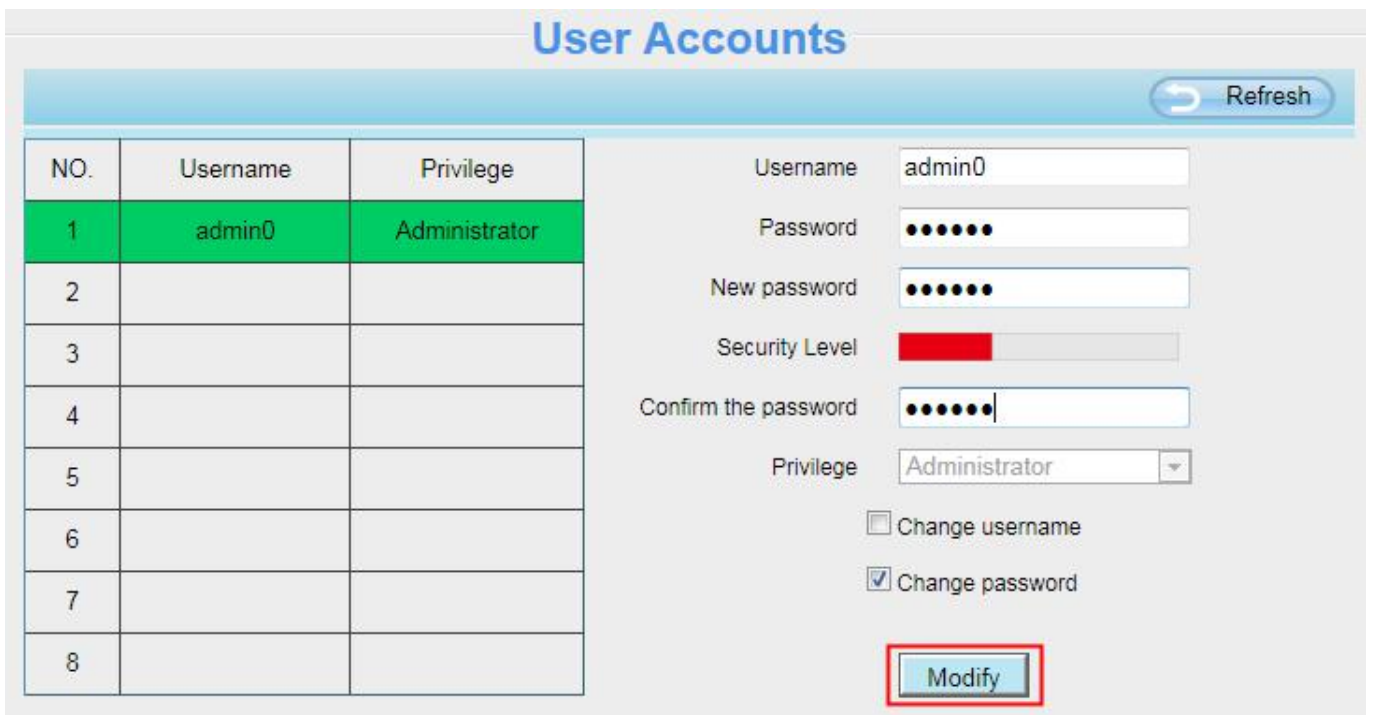 User Accounts
Refresh
NO. Username Privilege
1 admin0 Administrator
2
3
4
5
6
7
8
Username admin0
Password ●●●●●●
New password ●●●●●●
Security Level
Confirm the password ●●●●●●
Privilege Administrator
Change username
Change password
Modify